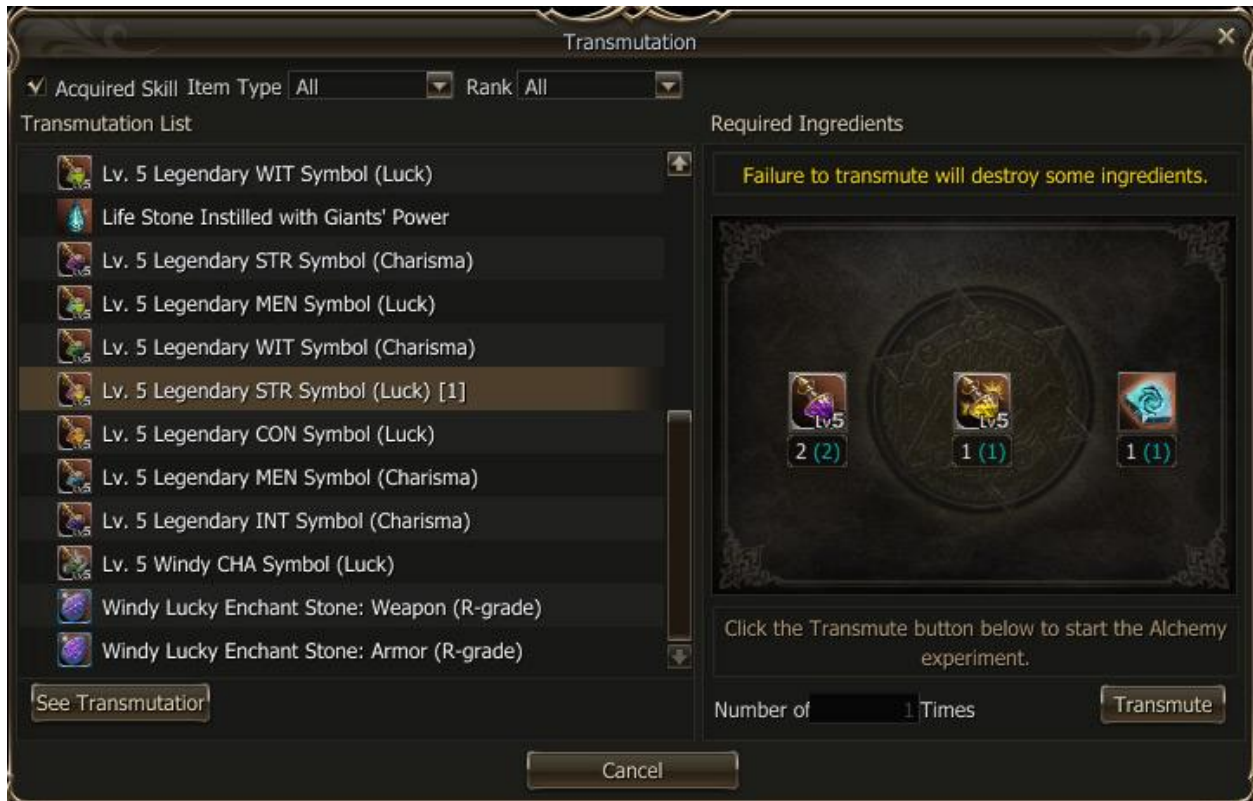 Transmutation
Acquired Skill Item Type All Rank All
Transmutation List
Lv. 5 Legendary WIT Symbol (Luck)
Life Stone Instilled with Giants' Power
Lv. 5 Legendary STR Symbol (Charisma)
Lv. 5 Legendary MEN Symbol (Luck)
Lv. 5 Legendary WIT Symbol (Charisma)
Lv. 5 Legendary STR Symbol (Luck) [1]
Lv. 5 Legendary CON Symbol (Luck)
Lv. 5 Legendary MEN Symbol (Charisma)
Lv. 5 Legendary INT Symbol (Charisma)
Lv. 5 Windy CHA Symbol (Luck)
Windy Lucky Enchant Stone: Weapon (R-grade)
Windy Lucky Enchant Stone: Armor (R-grade)
See Transmutation
Required Ingredients
Failure to transmute will destroy some ingredients.
Lv5 Lv5
2 (2) 1 (1) 1 (1)
Click the Transmute button below to start the Alchemy
experiment.
Number of 1 Times Transmute
Cancel